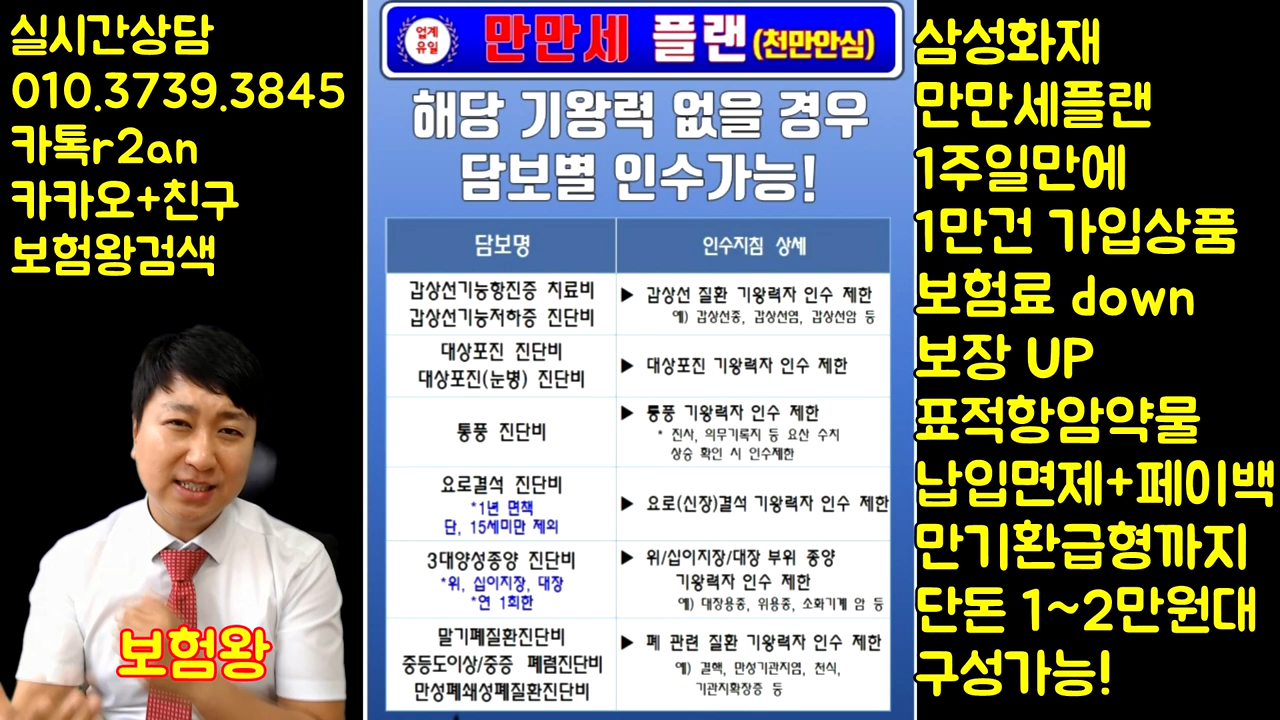 실시간상담
010.3739.3845
카톡r2an
카카오+친구
보험왕검색
보험왕
업계
유일
만만세 플랜(천만안심)
해당 기왕력 없을 경우
담보별 인수가능!
담보명
인수지침 상세
갑상선기능항진증 치료비
갑상선기능저하증 진단비
▶ 갑상선 질환 기왕력자 인수 제한
예) 갑상선종, 갑상선염, 갑상선암 등
대상포진 진단비
대상포진(눈병) 진단비
▶ 대상포진 기왕력자 인수 제한
통풍 진단비
▶ 통풍 기왕력자 인수 제한
* 진사, 의무기록지 등 요산 수치
상승 확인 시 인수제한
요로결석 진단비
*1년 면책
단, 15세미만 제외
▶ 요로(신장)결석 기왕력자 인수 제한
3대양성종양 진단비
*위, 십이지장, 대장
*연 1회한
▶ 위/십이지장/대장 부위 종양
기왕력자 인수 제한
예) 대장용종, 위용종, 소화기계 암 등
말기폐질환진단비
중등도이상/중증 폐렴진단비
만성폐쇄성폐질환진단비
▶ 폐 관련 질환 기왕력자 인수 제한
예) 결핵, 만성기관지염, 천식,
기관지확장증 등
삼성화재
만만세플랜
1주일만에
1만건 가입상품
보험료 down
보장 UP
표적항암약물
납입면제+페이백
만기환급형까지
단돈 1~2만원대
구성가능!